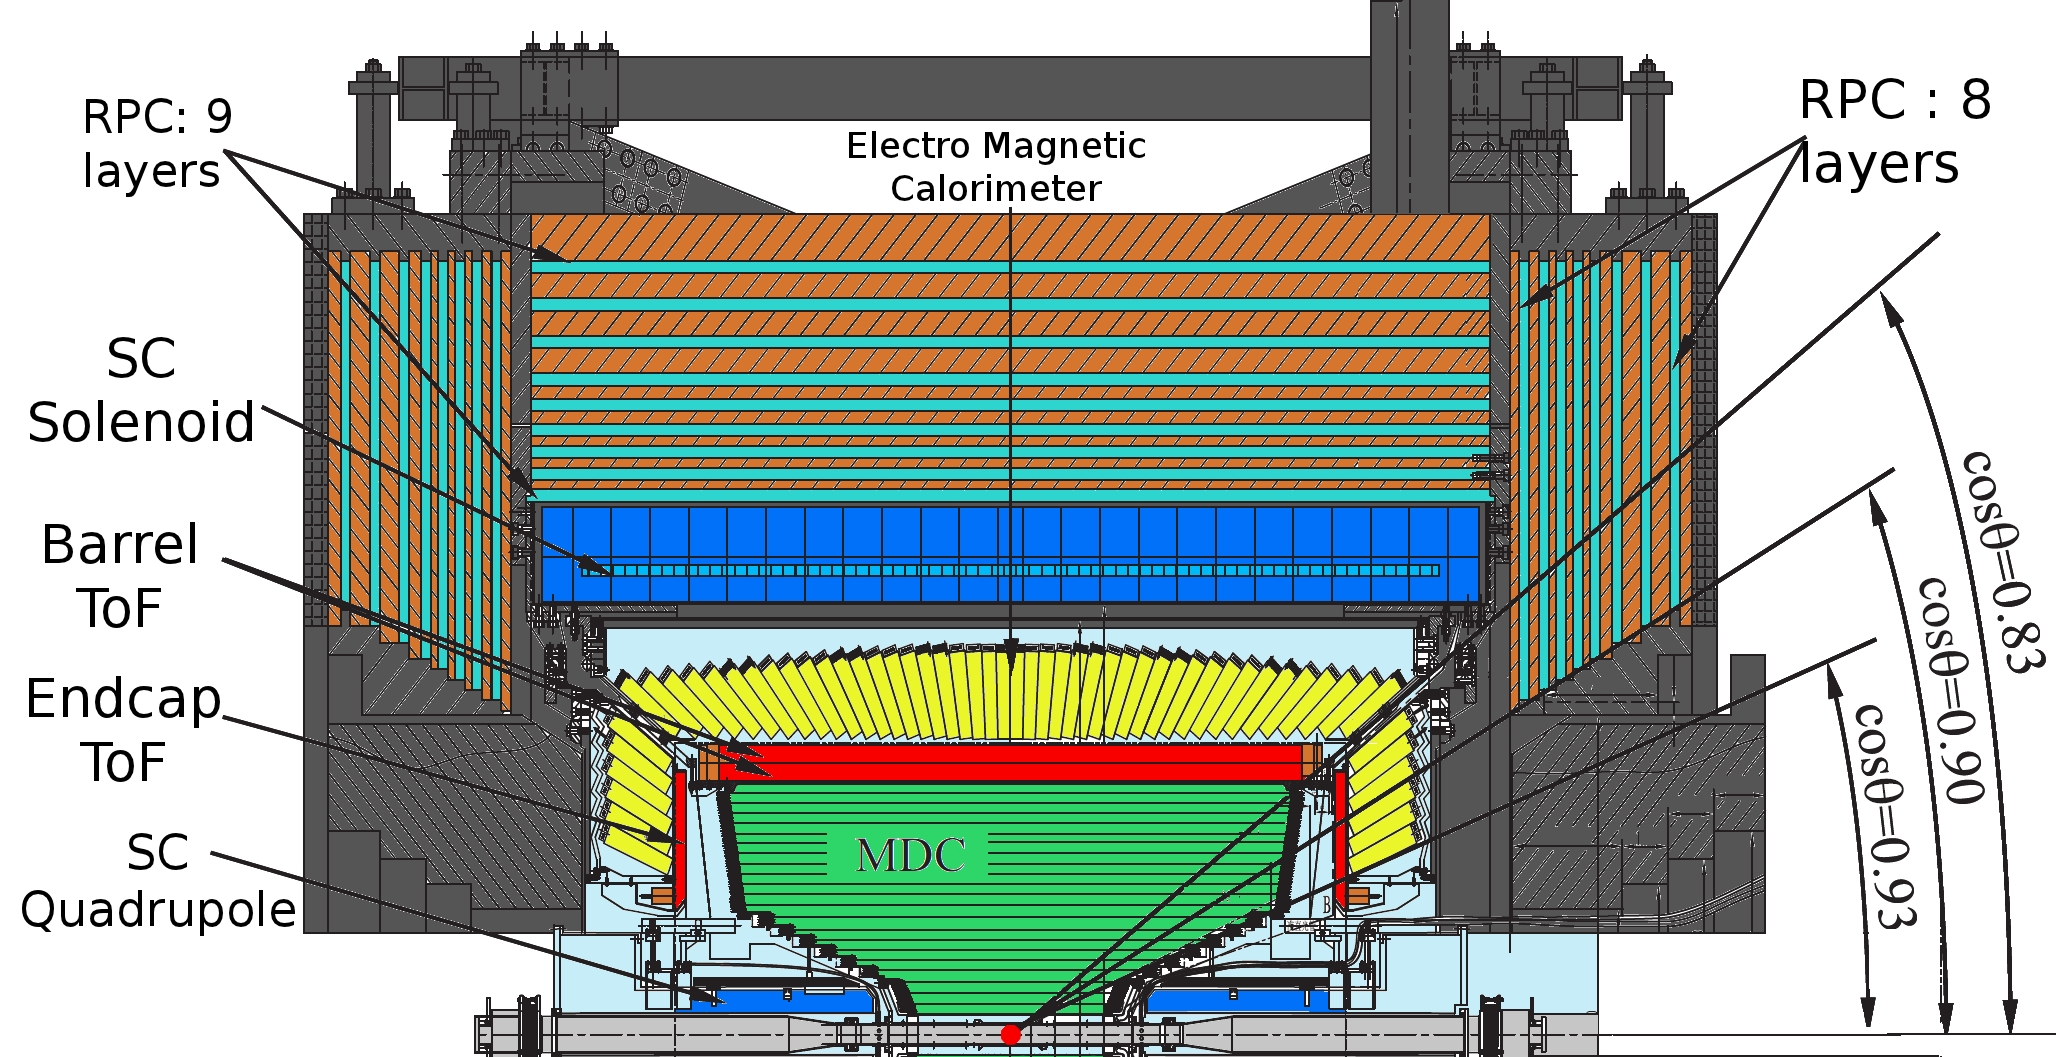 RPC: 9
layers
Electro Magnetic
Calorimeter
RPC : 8
layers
SC
Solenoid
Barrel
ToF
Endcap
ToF
SC
Quadrupole
MDC
B
cosθ=0.83
cosθ=0.90
cosθ=0.93